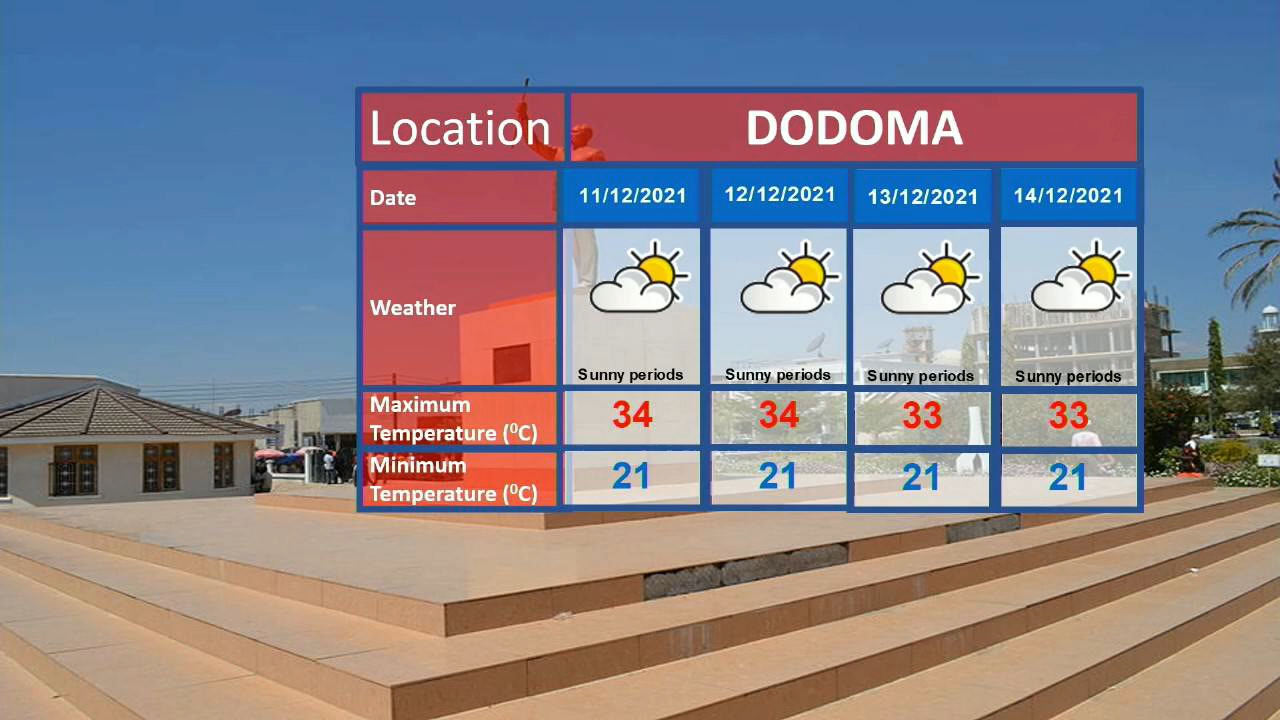 Location DODOMA
Date 11/12/2021 12/12/2021 13/12/2021 14/12/2021
Weather
Sunny periods Sunny periods Sunny periods Sunny periods
Maximum
Temperature (⁰C) 34 34 33 33
Minimum
Temperature (⁰C) 21 21 21 21